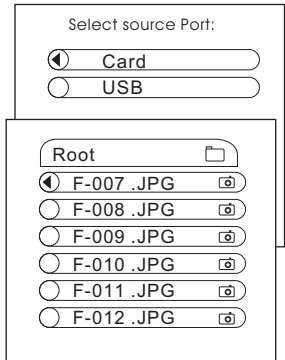 Select source Port:
Card
USB
Root
F-007 .JPG
F-008 .JPG
F-009 .JPG
F-010 .JPG
F-011 .JPG
F-012 .JPG